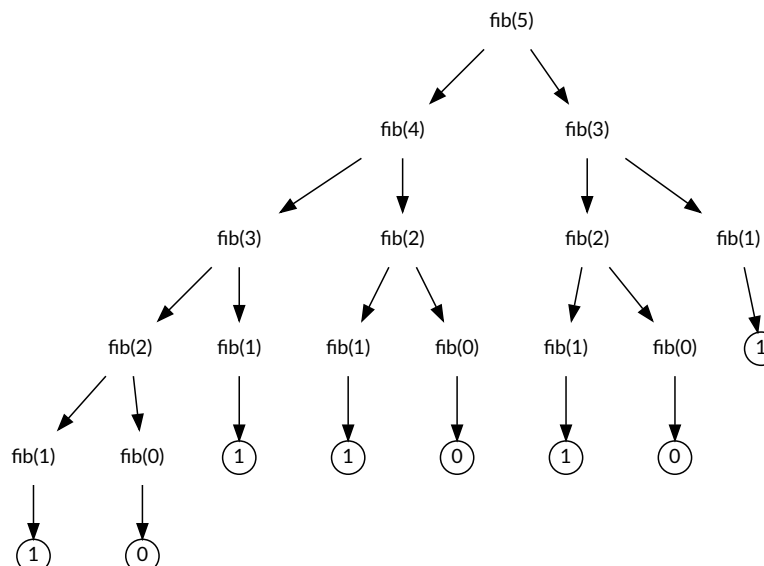 fib(5)
fib(4) fib(3)
fib(3) fib(2) fib(2) fib(1)
fib(2) fib(1) fib(1) fib(0) fib(1) fib(0) 1
fib(1) fib(0) 1 1 0 1 0
1 0